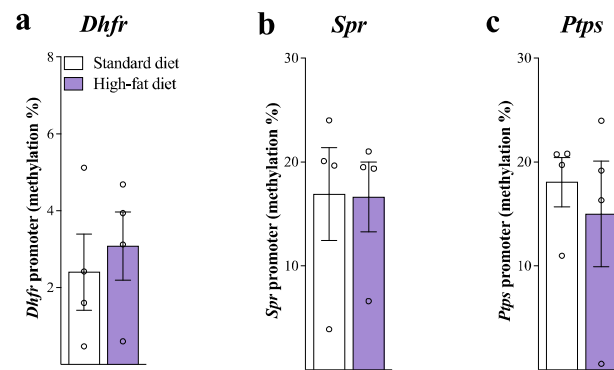 a Dhfr
Dhfr promoter (methylation %)
8
6
4
2
Standard diet
High-fat diet
b Spr
Spr promoter (methylation %)
30
20
10
c Ptps
Ptps promoter (methylation %)
30
20
10